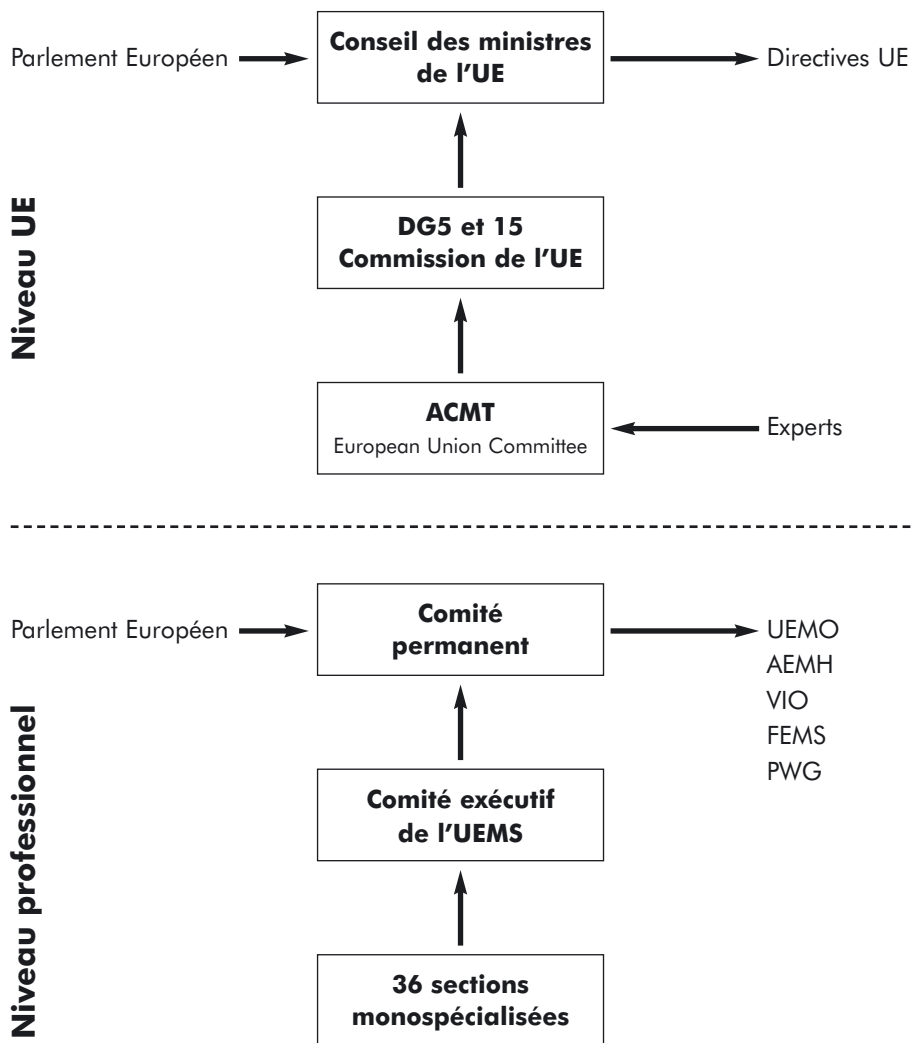 Parlement Européen
Conseil des ministres
de l’UE
Directives UE
Niveau UE
DG5 et 15
Commission de l’UE
ACMT
European Union Committee
Experts
Parlement Européen
Comité
permanent
UEMO
AEMH
VIO
FEMS
PWG
Niveau professionnel
Comité exécutif
de l’UEMS
36 sections
monospécialisées